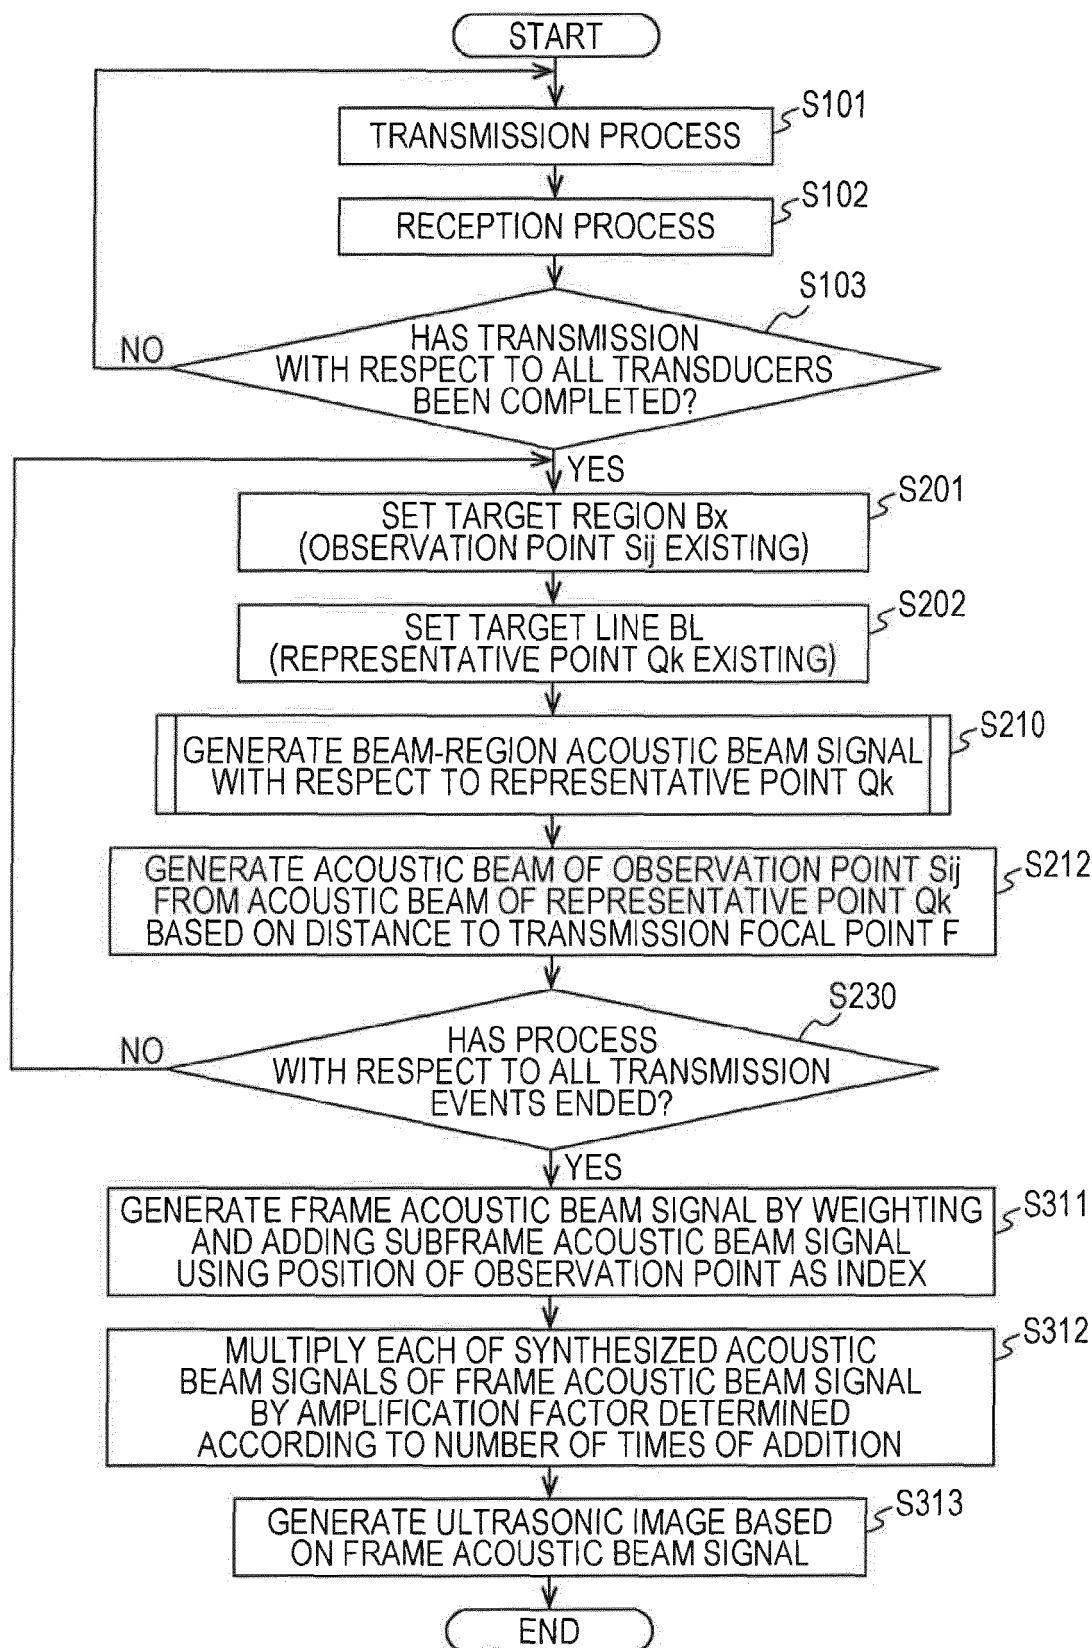 START
S101
TRANSMISSION PROCESS
S102
RECEPTION PROCESS
S103
HAS TRANSMISSION
WITH RESPECT TO ALL TRANSDUCERS
BEEN COMPLETED?
NO
YES
S201
SET TARGET REGION Bx
(OBSERVATION POINT Sij EXISTING)
S202
SET TARGET LINE BL
(REPRESENTATIVE POINT Qk EXISTING)
S210
GENERATE BEAM-REGION ACOUSTIC BEAM SIGNAL
WITH RESPECT TO REPRESENTATIVE POINT Qk
S212
GENERATE ACOUSTIC BEAM OF OBSERVATION POINT Sij
FROM ACOUSTIC BEAM OF REPRESENTATIVE POINT Qk
BASED ON DISTANCE TO TRANSMISSION FOCAL POINT F
S230
HAS PROCESS
WITH RESPECT TO ALL TRANSMISSION
EVENTS ENDED?
NO
YES
S311
GENERATE FRAME ACOUSTIC BEAM SIGNAL BY WEIGHTING
AND ADDING SUBFRAME ACOUSTIC BEAM SIGNAL
USING POSITION OF OBSERVATION POINT AS INDEX
S312
MULTIPLY EACH OF SYNTHESIZED ACOUSTIC
BEAM SIGNALS OF FRAME ACOUSTIC BEAM SIGNAL
BY AMPLIFICATION FACTOR DETERMINED
ACCORDING TO NUMBER OF TIMES OF ADDITION
S313
GENERATE ULTRASONIC IMAGE BASED
ON FRAME ACOUSTIC BEAM SIGNAL
END